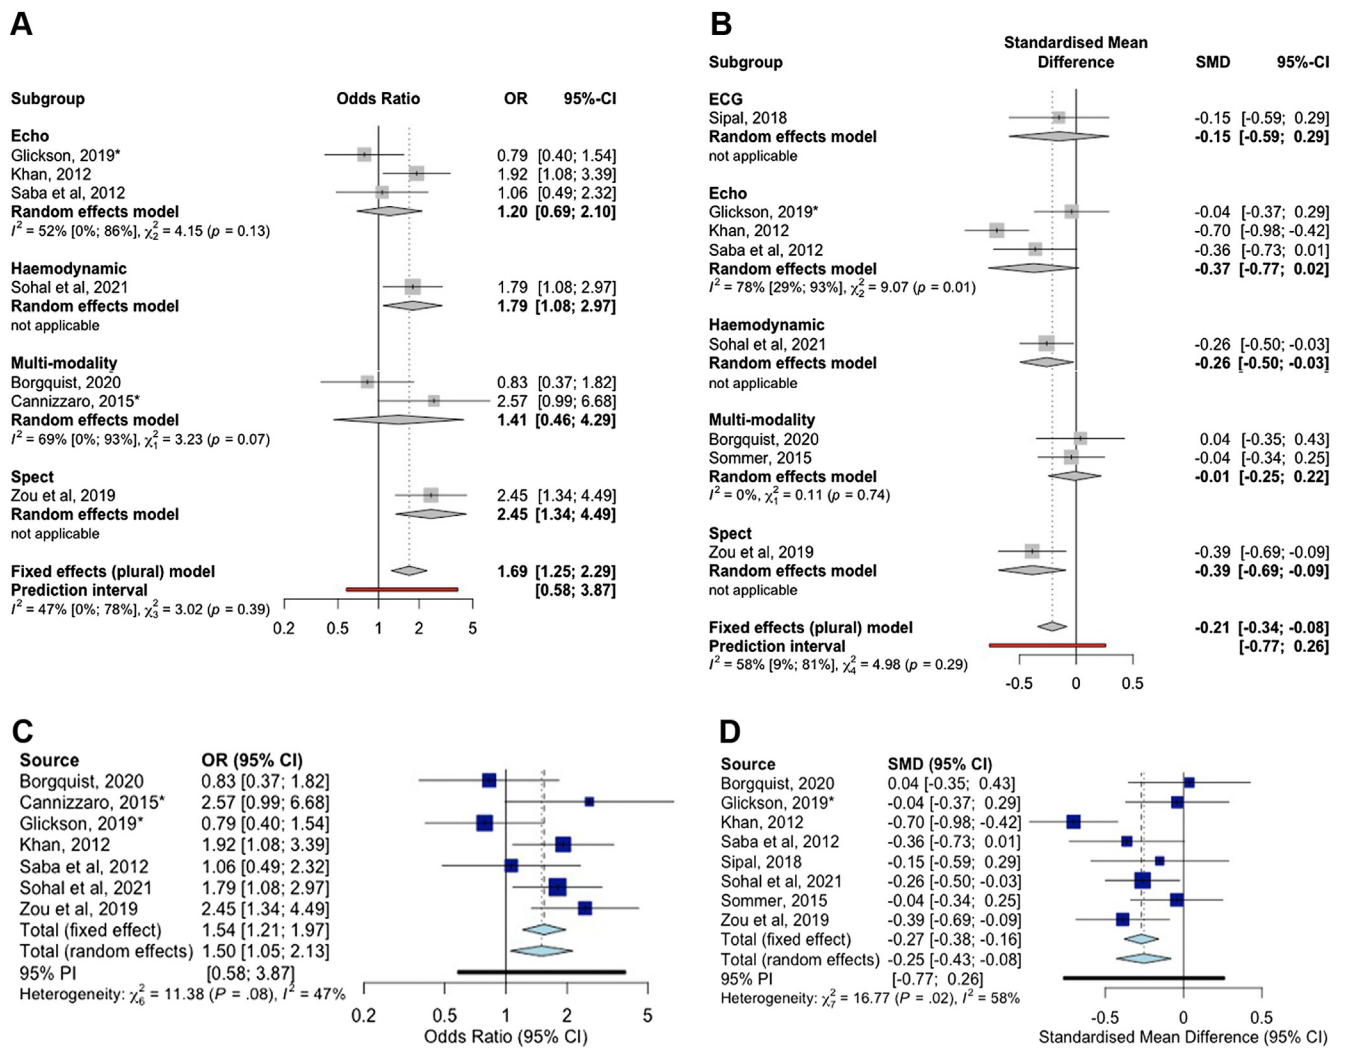 A
Subgroup Odds Ratio OR 95%-CI
Echo
Glickson, 2019* 0.79 [0.40; 1.54]
Khan, 2012 1.92 [1.08; 3.39]
Saba et al, 2012 1.06 [0.49; 2.32]
Random effects model 1.20 [0.69; 2.10]
I² = 52% [0%; 86%], χ²₂ = 4.15 (p = 0.13)
Haemodynamic
Sohal et al, 2021 1.79 [1.08; 2.97]
Random effects model 1.79 [1.08; 2.97]
not applicable
Multi-modality
Borgquist, 2020 0.83 [0.37; 1.82]
Cannizzaro, 2015* 2.57 [0.99; 6.68]
Random effects model 1.41 [0.46; 4.29]
I² = 69% [0%; 93%], χ²₁ = 3.23 (p = 0.07)
Spect
Zou et al, 2019 2.45 [1.34; 4.49]
Random effects model 2.45 [1.34; 4.49]
not applicable
Fixed effects (plural) model 1.69 [1.25; 2.29]
Prediction interval [0.58; 3.87]
I² = 47% [0%; 78%], χ²₃ = 3.02 (p = 0.39)
0.2 0.5 1 2 5
B
Standardised Mean
Subgroup Difference SMD 95%-CI
ECG
Sipal, 2018 -0.15 [-0.59; 0.29]
Random effects model -0.15 [-0.59; 0.29]
not applicable
Echo
Glickson, 2019* -0.04 [-0.37; 0.29]
Khan, 2012 -0.70 [-0.98; -0.42]
Saba et al, 2012 -0.36 [-0.73; 0.01]
Random effects model -0.37 [-0.77; 0.02]
I² = 78% [29%; 93%], χ²₂ = 9.07 (p = 0.01)
Haemodynamic
Sohal et al, 2021 -0.26 [-0.50; -0.03]
Random effects model -0.26 [-0.50; -0.03]
not applicable
Multi-modality
Borgquist, 2020 0.04 [-0.35; 0.43]
Sommer, 2015 -0.04 [-0.34; 0.25]
Random effects model -0.01 [-0.25; 0.22]
I² = 0%, χ²₁ = 0.11 (p = 0.74)
Spect
Zou et al, 2019 -0.39 [-0.69; -0.09]
Random effects model -0.39 [-0.69; -0.09]
not applicable
Fixed effects (plural) model -0.21 [-0.34; -0.08]
Prediction interval [-0.77; 0.26]
I² = 58% [9%; 81%], χ²₄ = 4.98 (p = 0.29)
-0.5 0 0.5
C
Source OR (95% CI)
Borgquist, 2020 0.83 [0.37; 1.82]
Cannizzaro, 2015* 2.57 [0.99; 6.68]
Glickson, 2019* 0.79 [0.40; 1.54]
Khan, 2012 1.92 [1.08; 3.39]
Saba et al, 2012 1.06 [0.49; 2.32]
Sohal et al, 2021 1.79 [1.08; 2.97]
Zou et al, 2019 2.45 [1.34; 4.49]
Total (fixed effect) 1.54 [1.21; 1.97]
Total (random effects) 1.50 [1.05; 2.13]
95% PI [0.58; 3.87]
Heterogeneity: χ²₆ = 11.38 (P = .08), I² = 47%
0.2 0.5 1 2 5
Odds Ratio (95% CI)
D
Source SMD (95% CI)
Borgquist, 2020 0.04 [-0.35; 0.43]
Glickson, 2019* -0.04 [-0.37; 0.29]
Khan, 2012 -0.70 [-0.98; -0.42]
Saba et al, 2012 -0.36 [-0.73; 0.01]
Sipal, 2018 -0.15 [-0.59; 0.29]
Sohal et al, 2021 -0.26 [-0.50; -0.03]
Sommer, 2015 -0.04 [-0.34; 0.25]
Zou et al, 2019 -0.39 [-0.69; -0.09]
Total (fixed effect) -0.27 [-0.38; -0.16]
Total (random effects) -0.25 [-0.43; -0.08]
95% PI [-0.77; 0.26]
Heterogeneity: χ²₇ = 16.77 (P = .02), I² = 58%
-0.5 0 0.5
Standardised Mean Difference (95% CI)